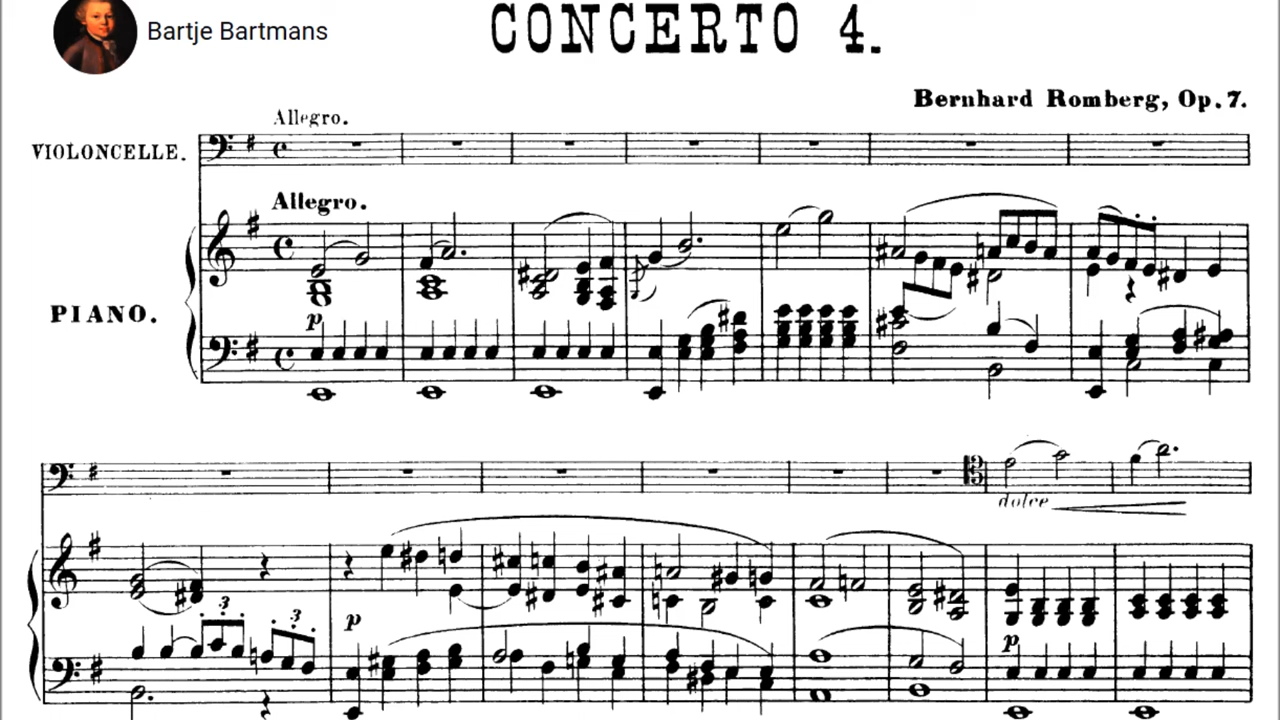 Bartje Bartmans
CONCERTO 4.
Bernhard Romberg, Op. 7.
Allegro.
VIOLONCELLE.
Allegro.
PIANO.
p
3
3
dolce
p
p